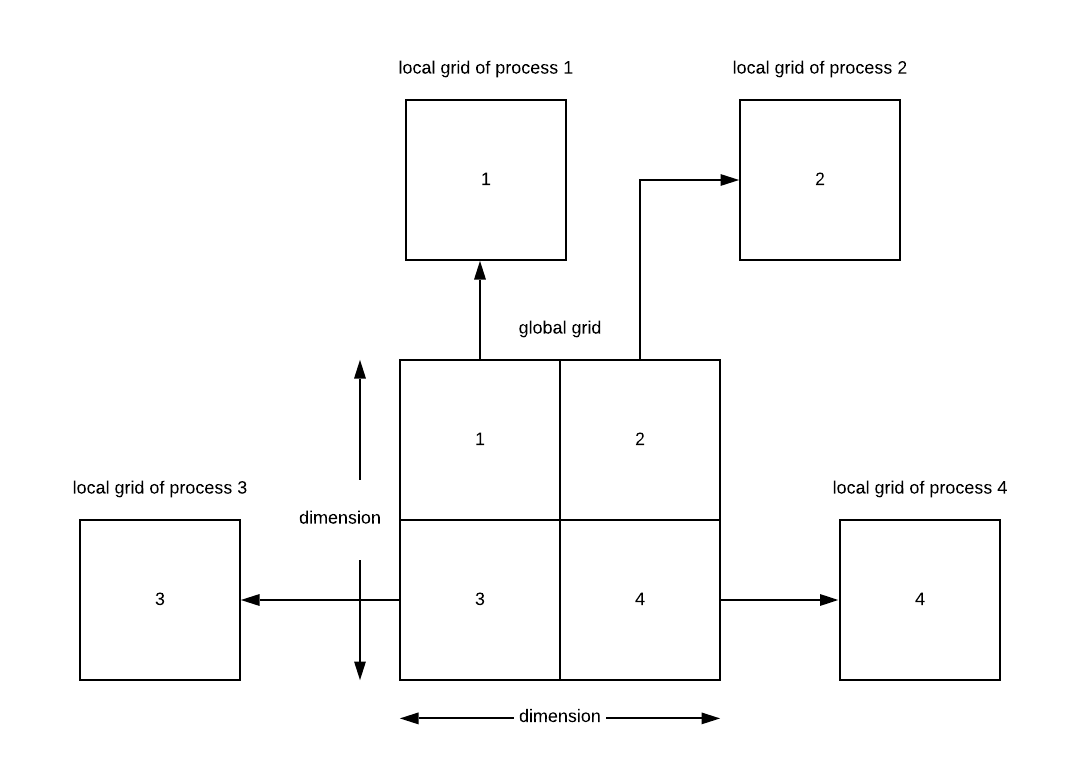 local grid of process 1
local grid of process 2
1
2
global grid
1
2
local grid of process 3
local grid of process 4
dimension
3
3
4
4
dimension